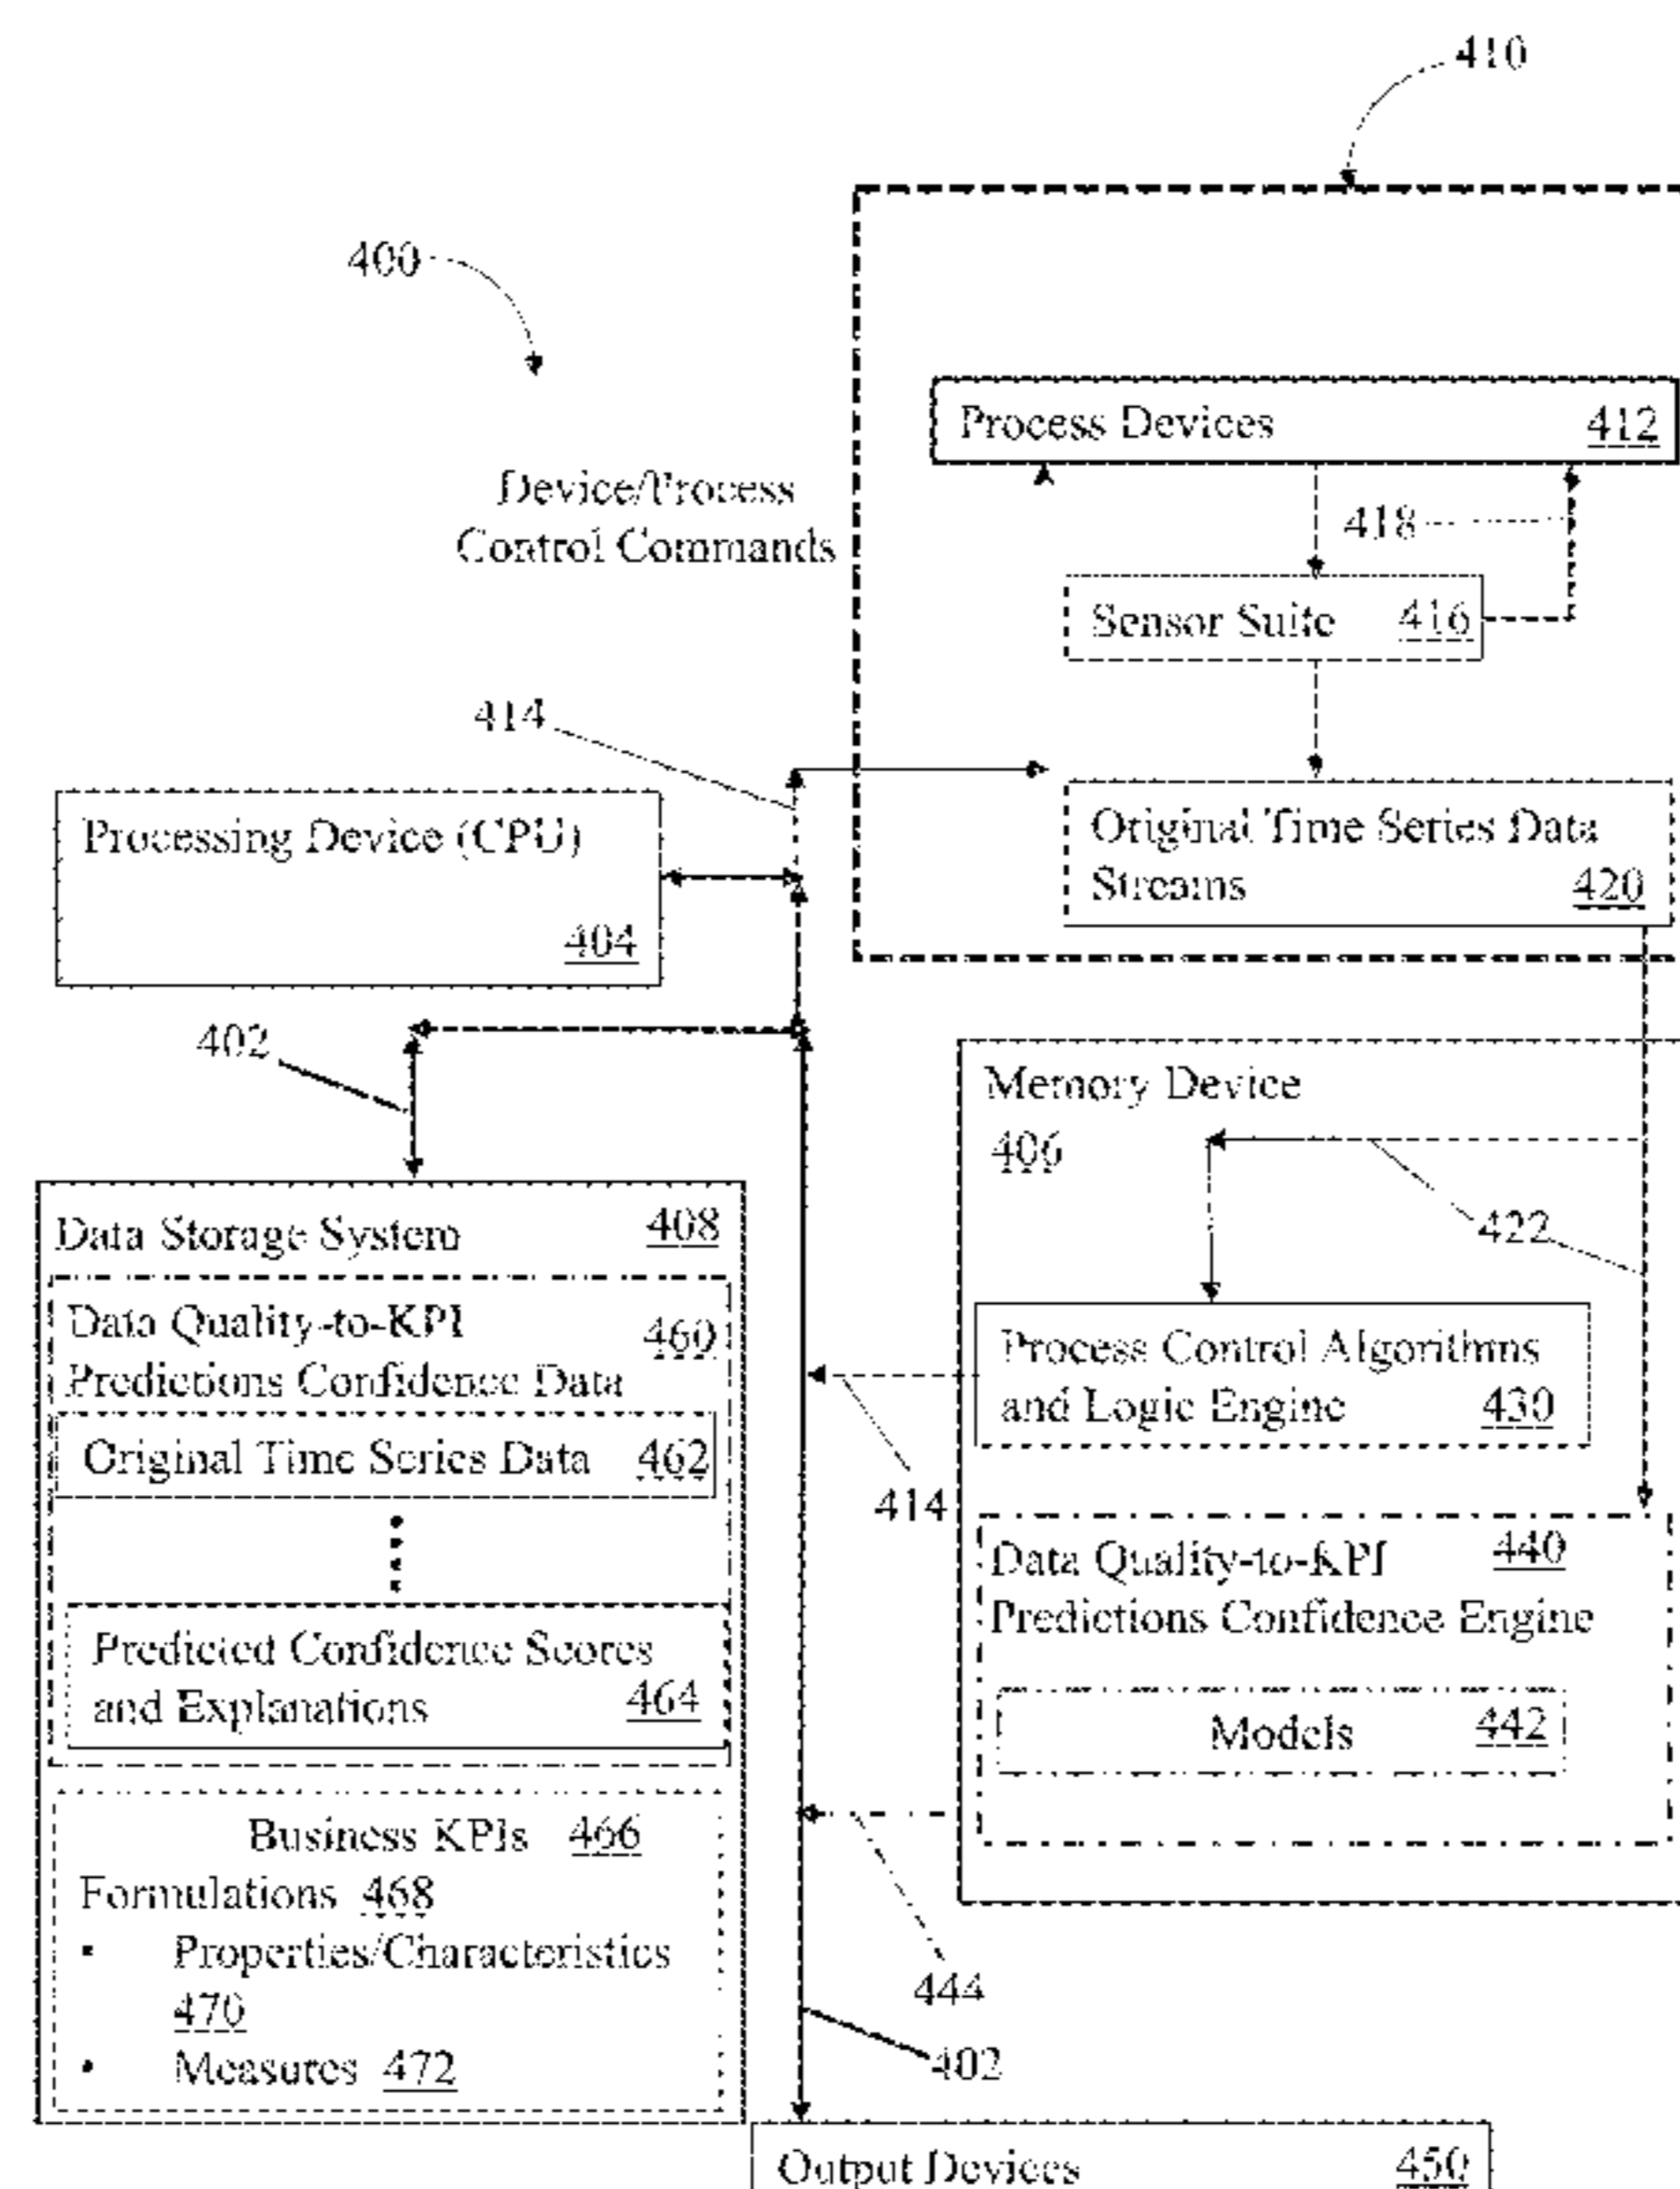 410
400
Process Devices 412
Device/Process
Control Commands
418
Sensor Suite 416
414
Processing Device (CPU)
404
Original Time Series Data
Streams 420
402
Memory Device
406
422
Data Storage System 408
Data Quality-to-KPI 460
Predictions Confidence Data
Original Time Series Data 462
Process Control Algorithms
and Logic Engine 430
414
Data Quality-to-KPI 440
Predictions Confidence Engine
Models 442
Predicted Confidence Scores
and Explanations 464
Business KPIs 466
Formulations 468
• Properties/Characteristics
470
• Measures 472
444
402
Output Devices 450